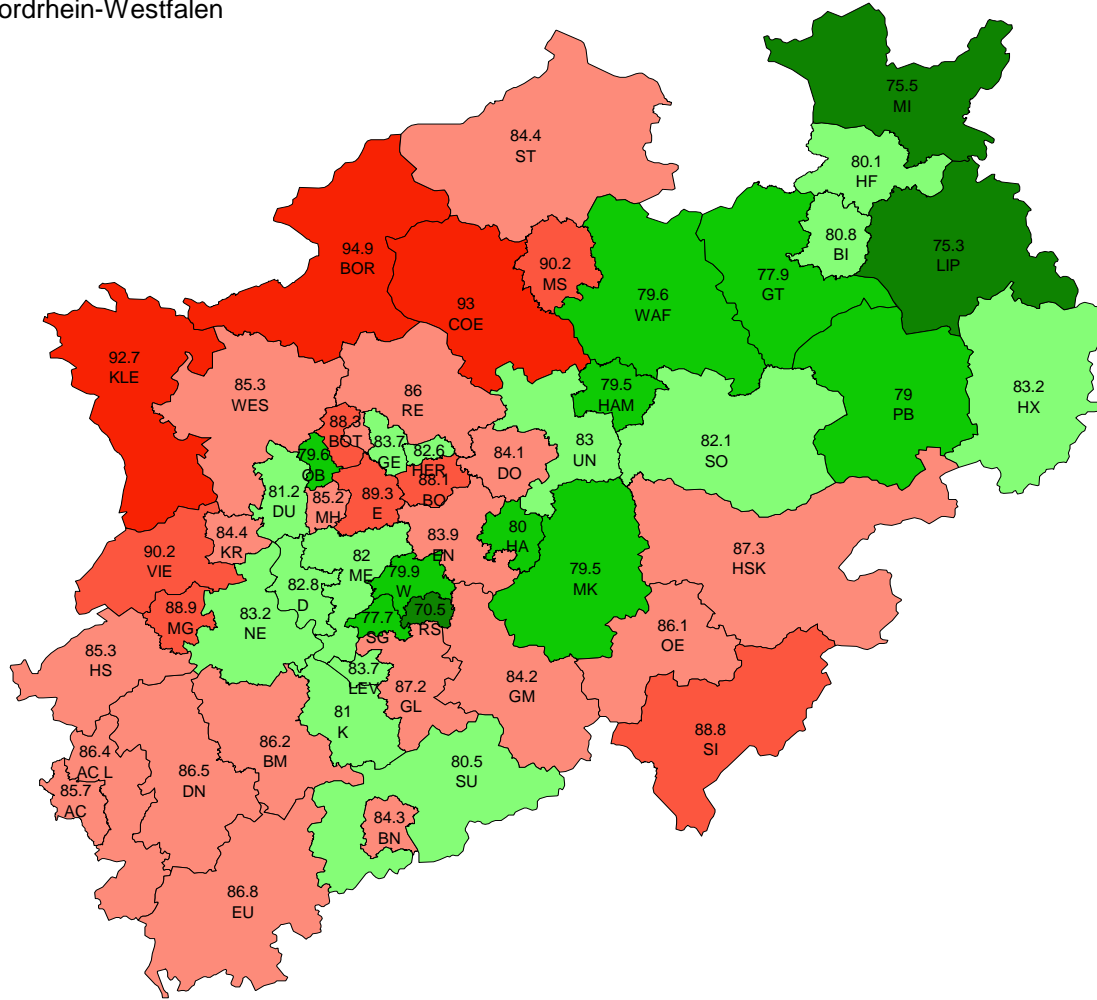 ordrhein-Westfalen
75.5
MI
84.4
ST
80.1
HF
80.8
BI
75.3
LIP
94.9
BOR
90.2
MS
93
COE
79.6
WAF
77.9
GT
92.7
KLE
85.3
WES
86
RE
79.5
HAM
79
PB
83.2
HX
88.3
BOT
83.7
GE
82.6
HER
84.1
DO
83
UN
82.1
SO
79.6
OB
81.2
DU
85.2
MH
89.3
E
88.1
BO
84.4
KR
83.9
EN
80
HA
87.3
HSK
90.2
VIE
82
ME
79.9
W
79.5
MK
82.8
D
88.9
MG
83.2
NE
77.7
SG
70.5
RS
86.1
OE
85.3
HS
83.7
LEV
87.2
GL
84.2
GM
81
K
88.8
SI
86.4
AC L
86.5
DN
86.2
BM
80.5
SU
85.7
AC
84.3
BN
86.8
EU